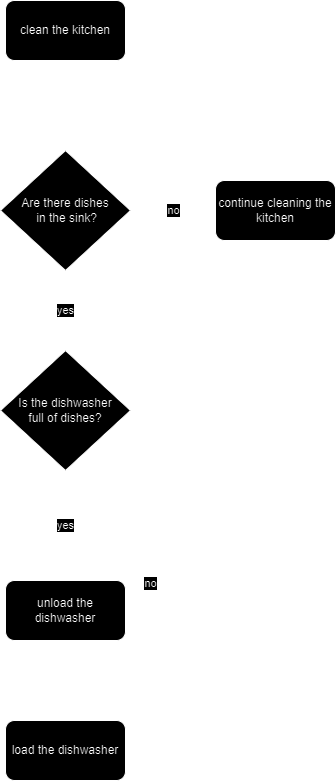 clean the kitchen
Are there dishes
in the sink?
no
continue cleaning the
kitchen
yes
Is the dishwasher
full of dishes?
yes
no
unload the
dishwasher
load the dishwasher